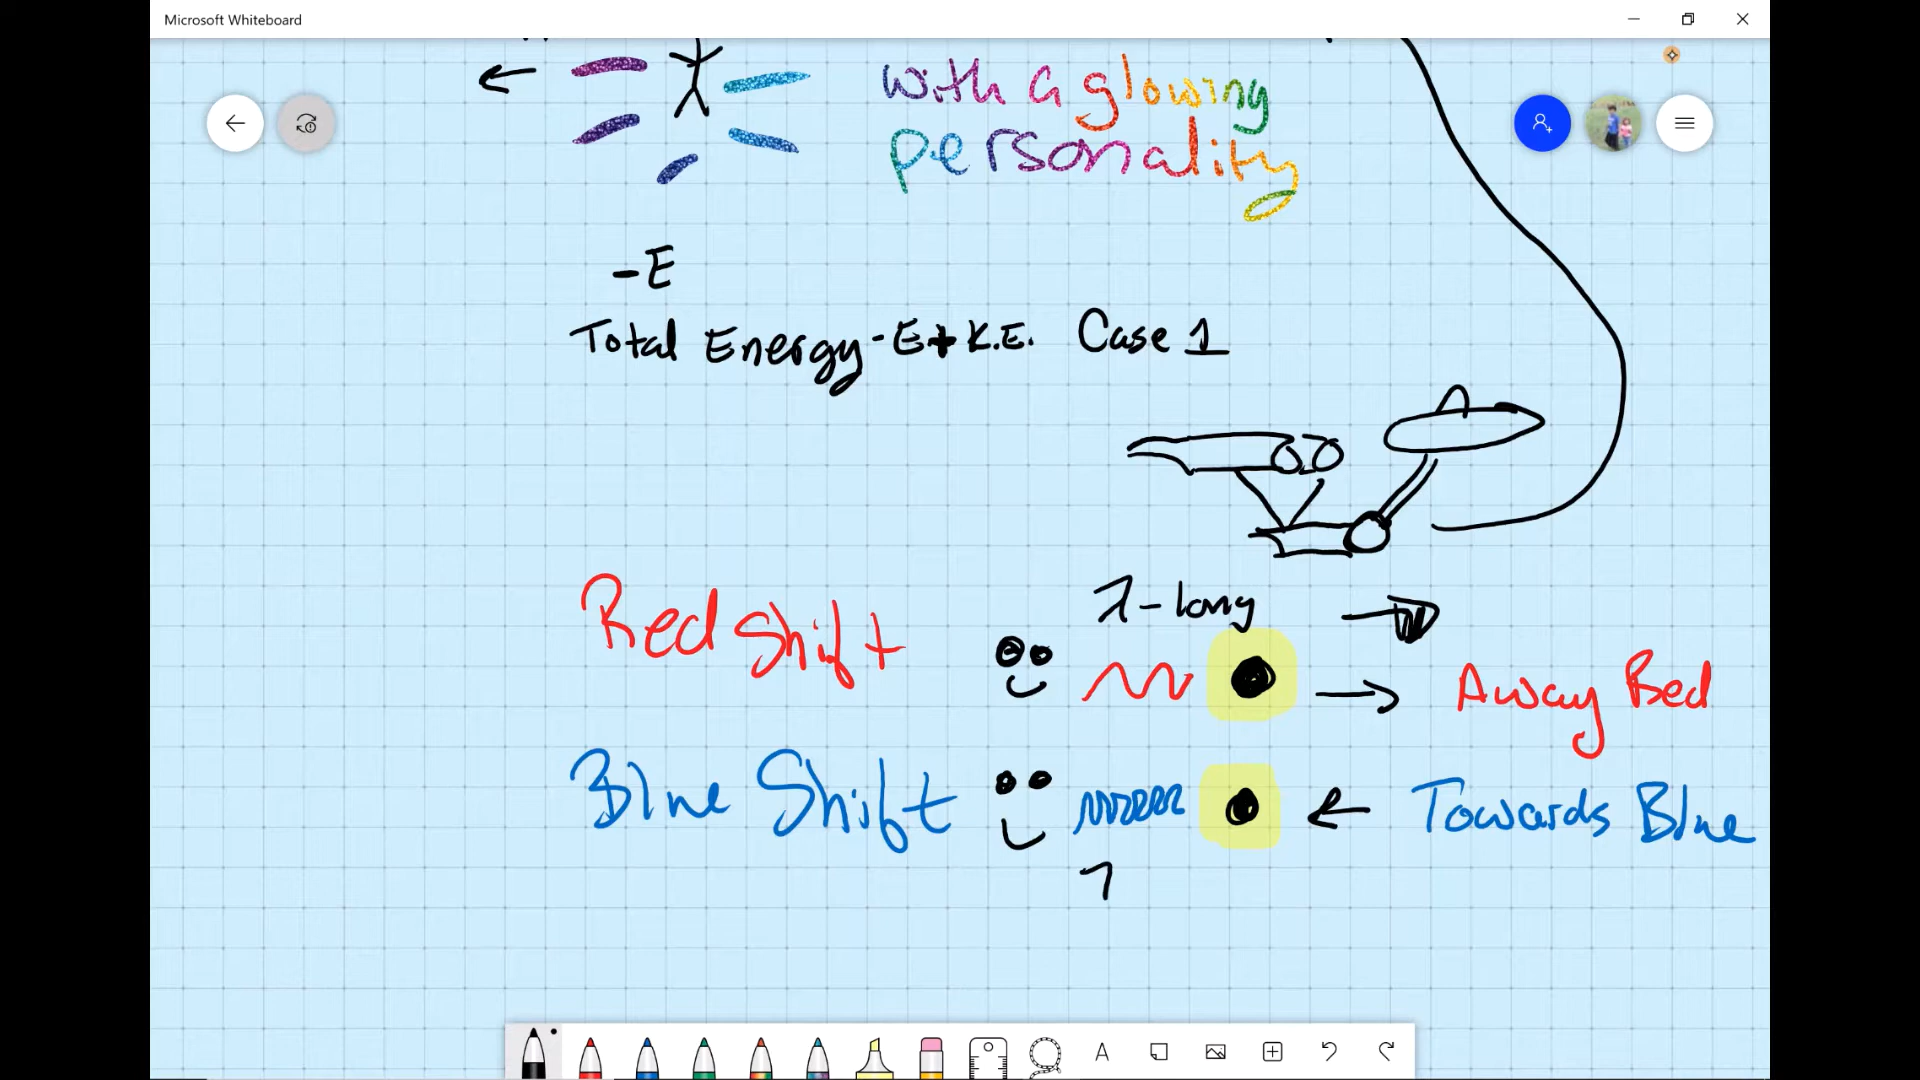 Microsoft Whiteboard
with a glowing
personality
-E
Total Energy -E + K.E. Case 1
λ - long
Red Shift
Away Red
Blue Shift
Towards Blue
λ
A